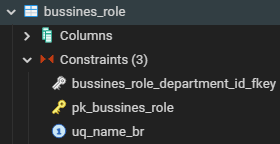 bussines_role
Columns
Constraints (3)
bussines_role_department_id_fkey
pk_bussines_role
uq_name_br